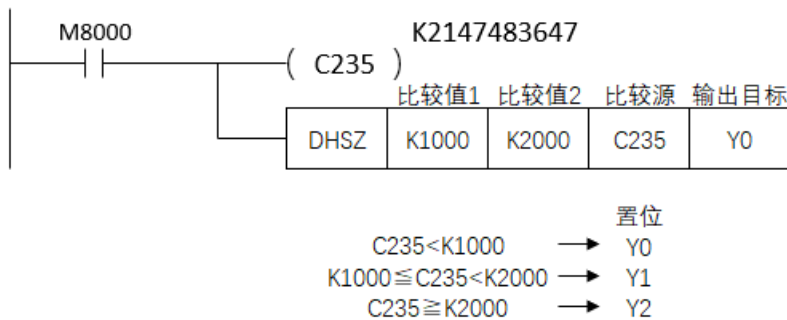 M8000
K2147483647
( C235 )
比较值1 比较值2 比较源 输出目标
DHSZ K1000 K2000 C235 Y0
置位
C235<K1000 → Y0
K1000≦C235<K2000 → Y1
C235≧K2000 → Y2